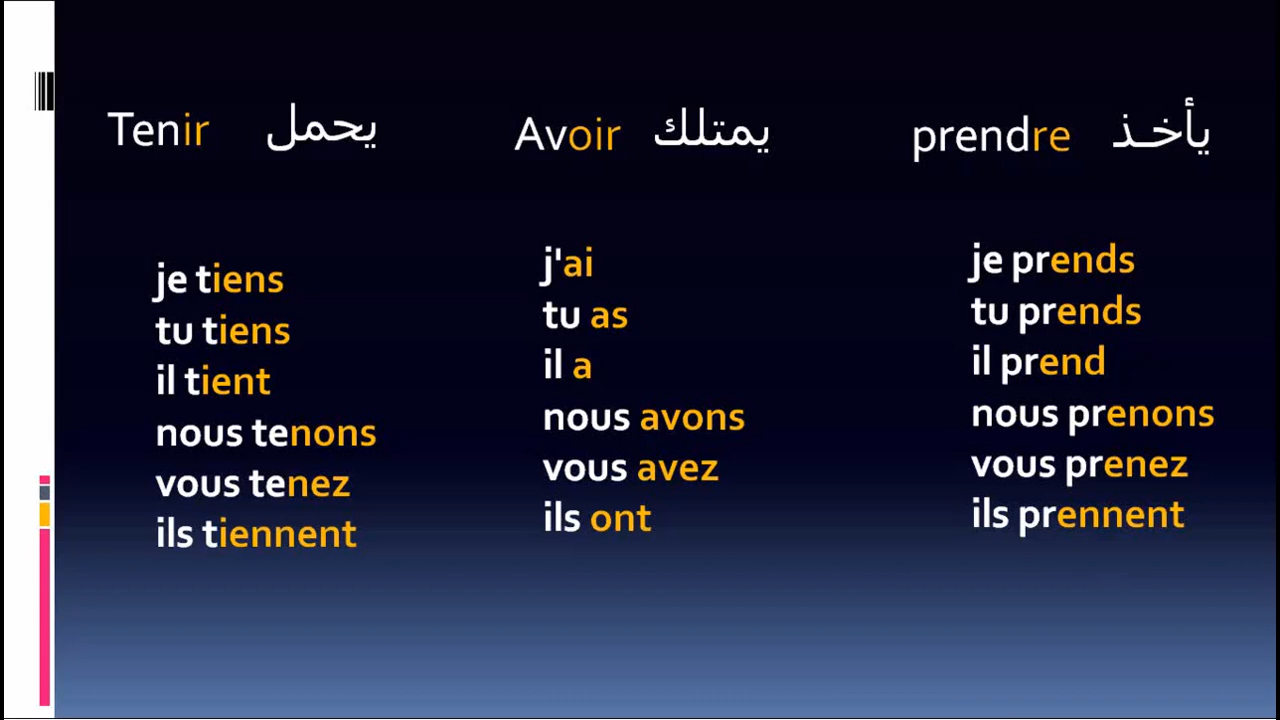 Tenir يحمل
je tiens
tu tiens
il tient
nous tenons
vous tenez
ils tiennent
Avoir يمتلك
j'ai
tu as
il a
nous avons
vous avez
ils ont
prendre يأخـذ
je prends
tu prends
il prend
nous prenons
vous prenez
ils prennent